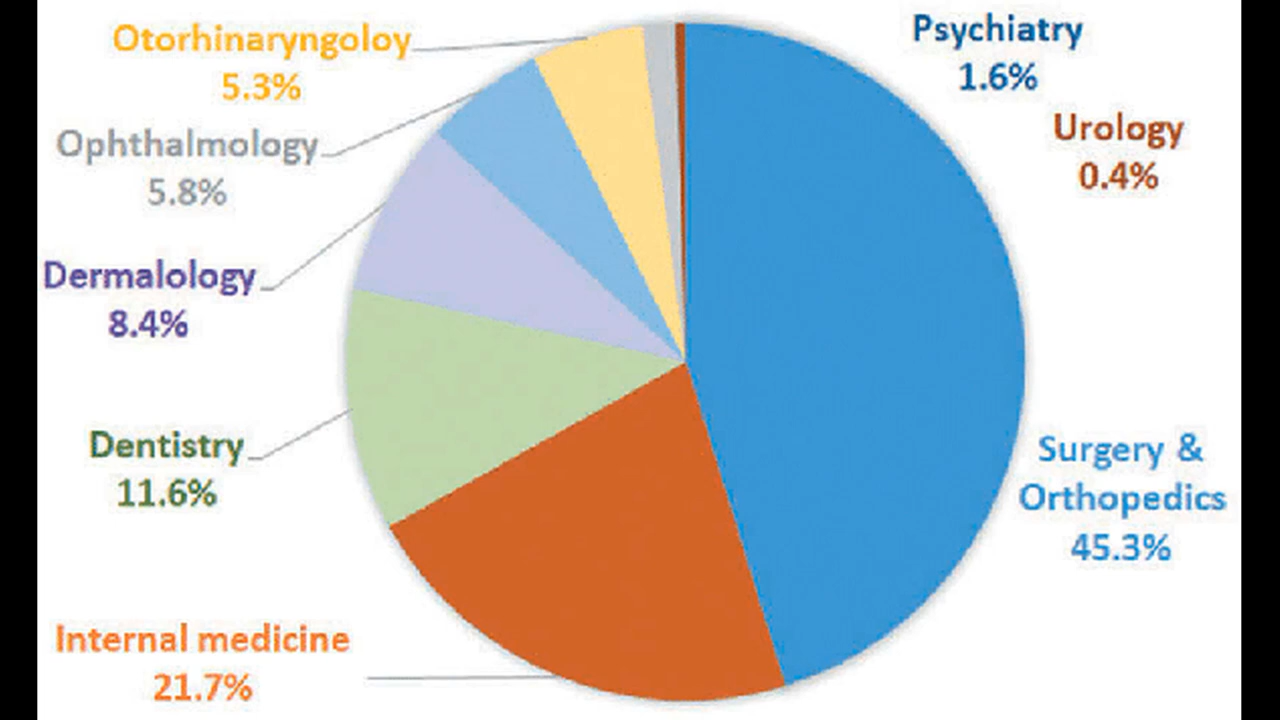 Otorhinaryngoloy
5.3%
Ophthalmology
5.8%
Dermalology
8.4%
Dentistry
11.6%
Internal medicine
21.7%
Psychiatry
1.6%
Urology
0.4%
Surgery &
Orthopedics
45.3%